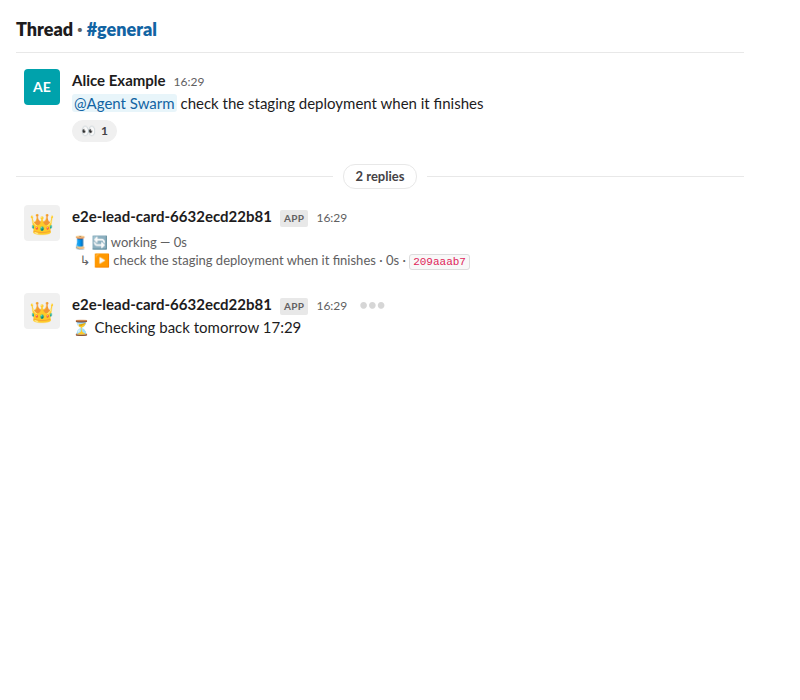 Thread • #general
AE
Alice Example 16:29
@Agent Swarm check the staging deployment when it finishes
👀 1
2 replies
e2e-lead-card-6632ecd22b81 APP 16:29
🧵 🔄 working — 0s
↳ ▶️ check the staging deployment when it finishes · 0s · 209aaab7
e2e-lead-card-6632ecd22b81 APP 16:29
⏳ Checking back tomorrow 17:29